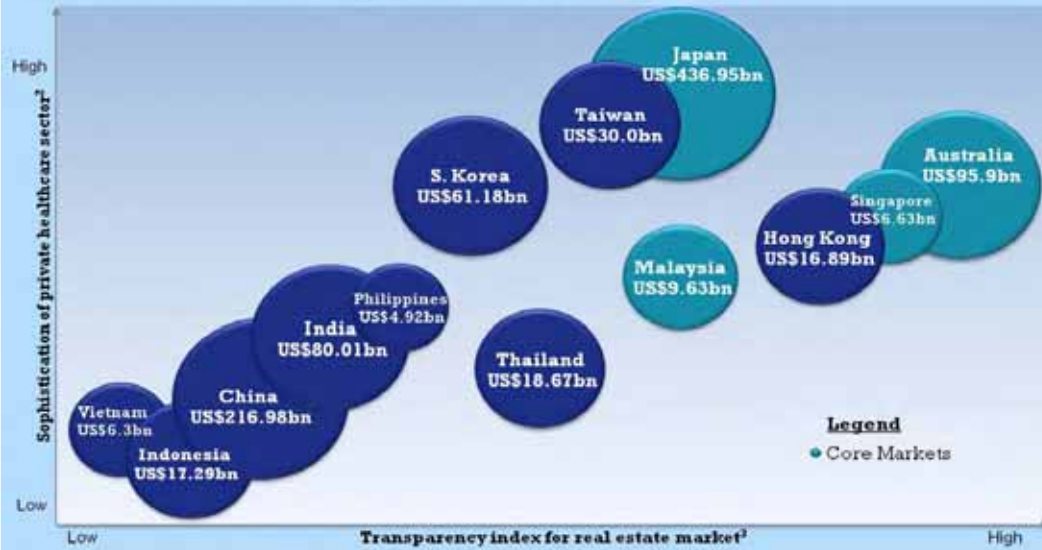 High
Sophistication of private healthcare sector²
Low
Japan
US$436.95bn
Taiwan
US$30.0bn
S. Korea
US$61.18bn
Australia
US$95.9bn
Singapore
US$6.63bn
Hong Kong
US$16.89bn
Malaysia
US$9.63bn
Philippines
US$4.92bn
India
US$80.01bn
Thailand
US$18.67bn
China
US$216.98bn
Vietnam
US$6.3bn
Indonesia
US$17.29bn
Legend
Core Markets
Low
Transparency index for real estate market³
High